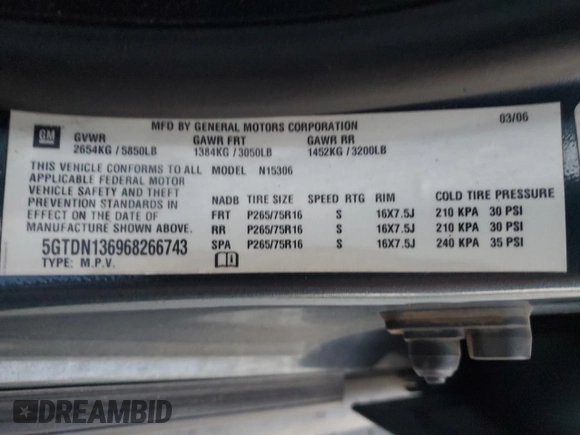 MFD BY GENERAL MOTORS CORPORATION 03/06
GM
GVWR GAWR FRT GAWR RR
2654KG / 5850LB 1384KG / 3050LB 1452KG / 3200LB
THIS VEHICLE CONFORMS TO ALL MODEL N15306
APPLICABLE FEDERAL MOTOR
VEHICLE SAFETY AND THEFT
PREVENTION STANDARDS IN
EFFECT ON THE DATE OF
MANUFACTURE SHOWN ABOVE.
5GTDN136968266743
TYPE: M.P.V.
NADB TIRE SIZE SPEED RTG RIM COLD TIRE PRESSURE
FRT P265/75R16 S 16X7.5J 210 KPA 30 PSI
RR P265/75R16 S 16X7.5J 210 KPA 30 PSI
SPA P265/75R16 S 16X7.5J 240 KPA 35 PSI
DREAMBID